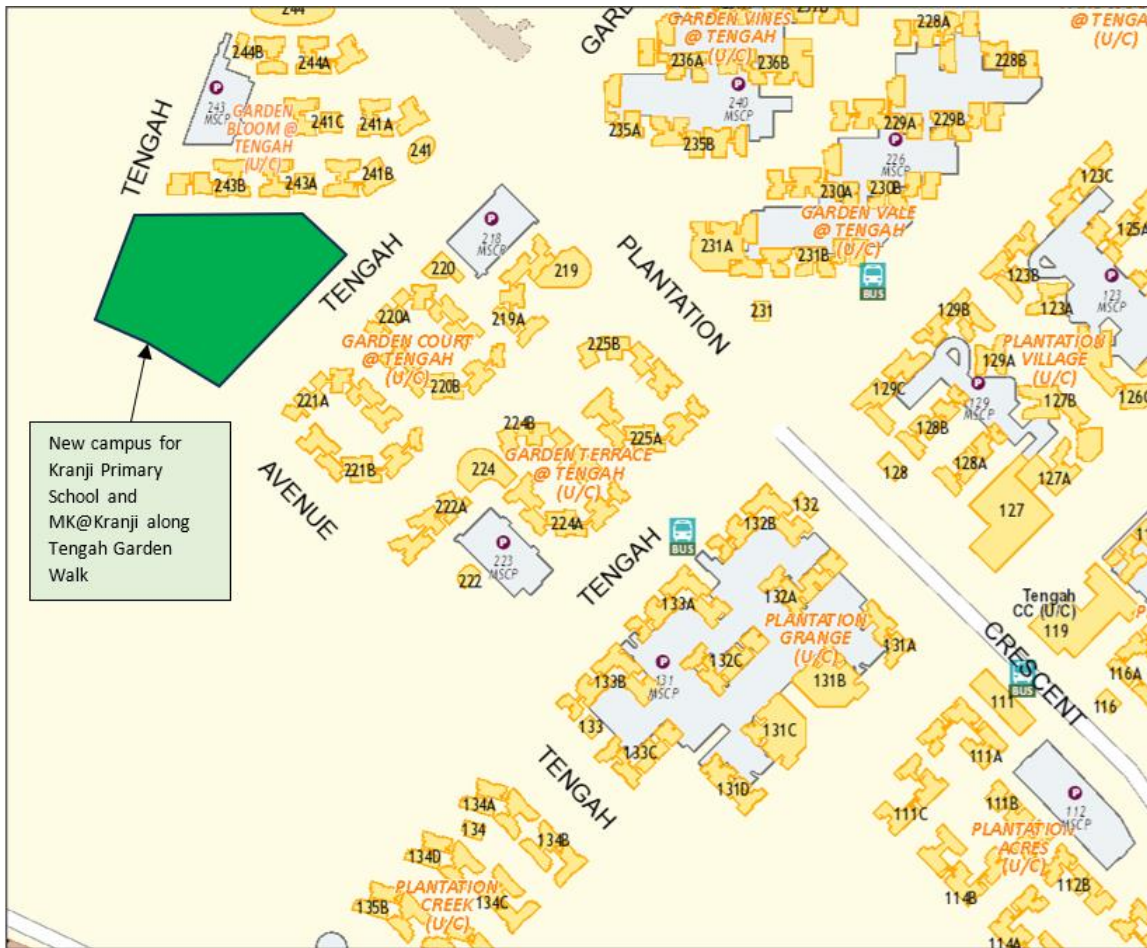 244
GARDEN VINES
@ TENGAH
(U/C)
228A
@ TENGA
(U/C)
244B
244A
236A
236B
228B
P
243
MSCP
GARDEN
BLOOM @
TENGAH
(U/C)
241C
241A
241
P
240
MSCP
235A
235B
229A
229B
P
226
MSCP
TENGAH
243B
243A
241B
230A
230B
GARDEN VALE
@ TENGAH
(U/C)
123C
125A
P
218
MSCP
TENGAH
220
219
PLANTATION
231A
231B
BUS
231
123B
123A
P
123
MSCP
220A
219A
GARDEN COURT
@ TENGAH
(U/C)
220B
225B
129B
129A
PLANTATION
VILLAGE
(U/C)
129C
P
129
MSCP
127B
126C
221A
221B
AVENUE
224B
225A
GARDEN TERRACE
@ TENGAH
(U/C)
224
224A
128B
128A
128
127A
127
New campus for
Kranji Primary
School and
MK@Kranji along
Tengah Garden
Walk
222A
P
223
MSCP
222
TENGAH
BUS
132B
132
133A
132A
PLANTATION
GRANGE
(U/C)
Tengah
CC (U/C)
119
CRESCENT
131A
132C
P
131
MSCP
133B
131B
133
133C
131C
131D
BUS
111
116A
116
TENGAH
111A
111B
111C
P
112
MSCP
PLANTATION
ACRES
(U/C)
134A
134
134B
134D
PLANTATION
CREEK
(U/C)
134C
135B
114B
112B
114A